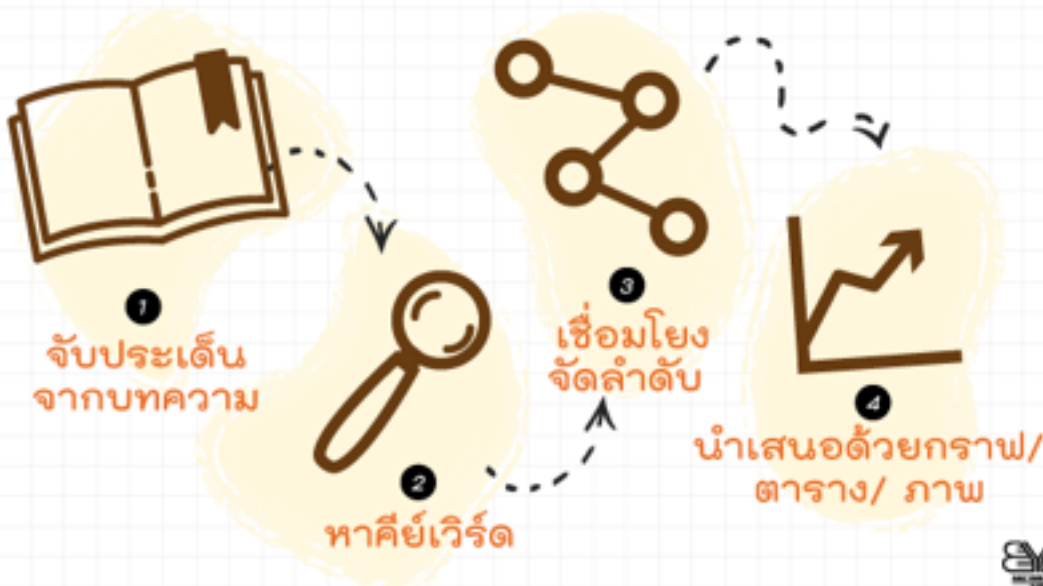 1
จับประเด็น
จากบทความ
2
หาคีย์เวิร์ด
3
เชื่อมโยง
จัดลำดับ
4
นำเสนอด้วยกราฟ/
ตาราง/ ภาพ